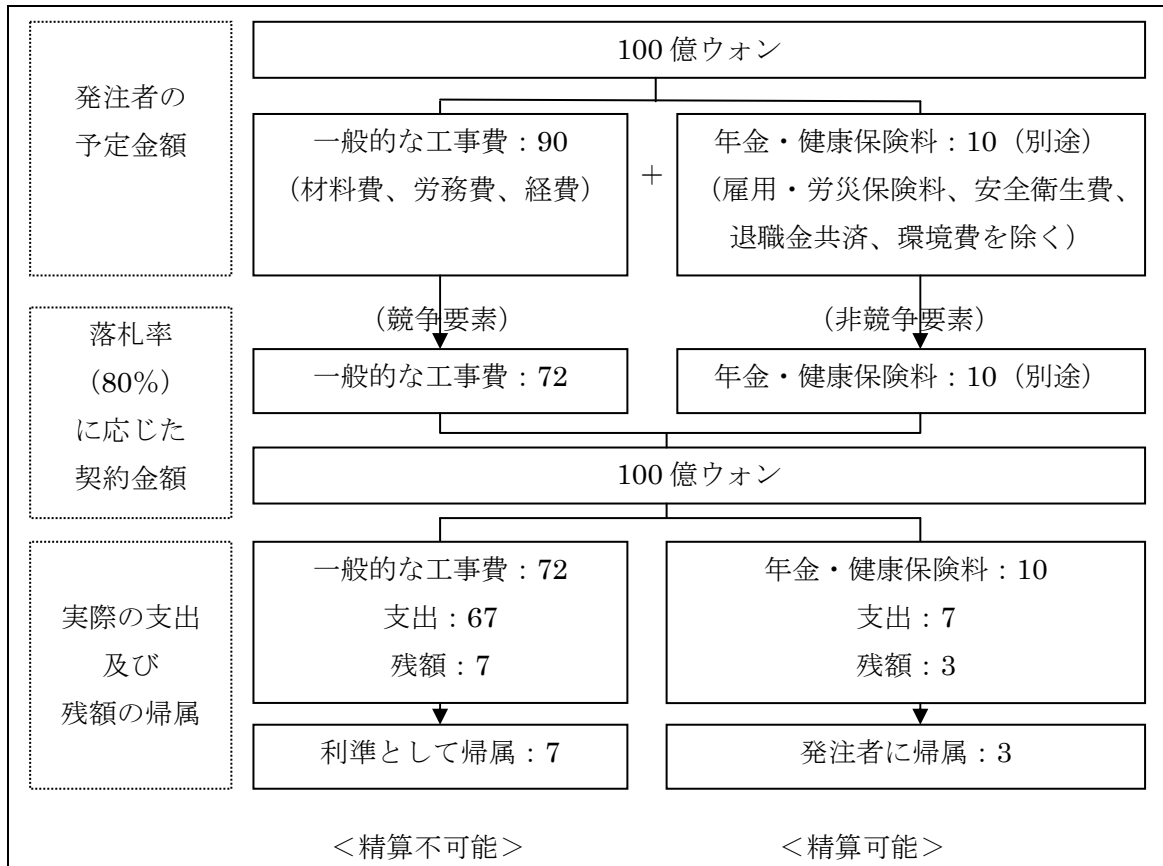 発注者の
予定金額
100億ウォン
一般的な工事費：90
（材料費、労務費、経費）
＋
年金・健康保険料：10（別途）
（雇用・労災保険料、安全衛生費、
退職金共済、環境費を除く）
落札率
（80％）
に応じた
契約金額
（競争要素）
（非競争要素）
一般的な工事費：72
年金・健康保険料：10（別途）
100億ウォン
実際の支出
及び
残額の帰属
一般的な工事費：72
支出：67
残額：7
年金・健康保険料：10
支出：7
残額：3
利準として帰属：7
発注者に帰属：3
＜精算不可能＞
＜精算可能＞